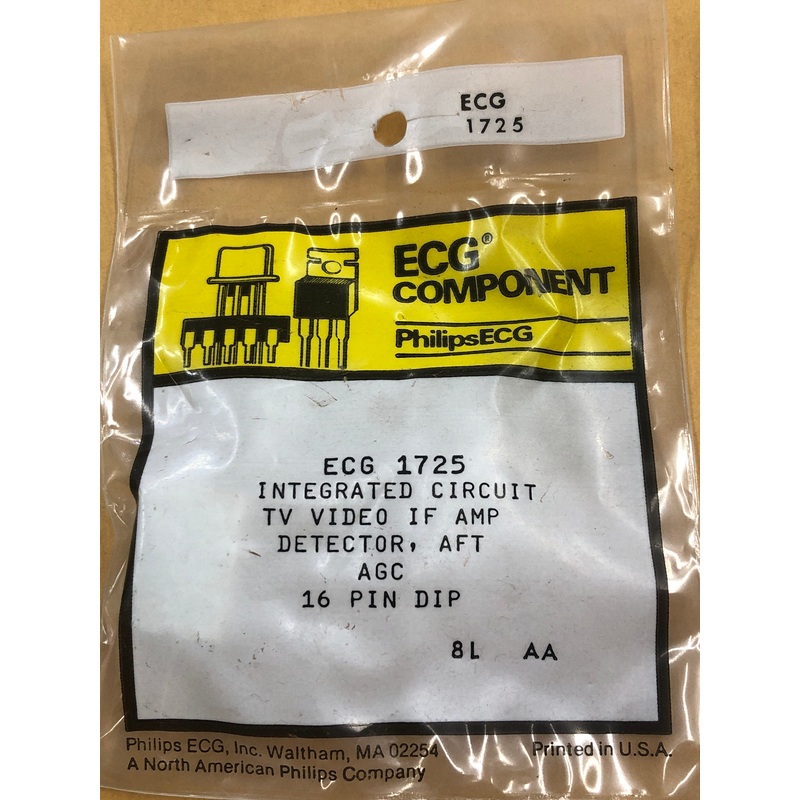 ECG
1725
ECG®
COMPONENT
PhilipsECG
ECG 1725
INTEGRATED CIRCUIT
TV VIDEO IF AMP
DETECTOR, AFT
AGC
16 PIN DIP
8L AA
Philips ECG, Inc. Waltham, MA 02254 Printed in U.S.A.
A North American Philips Company